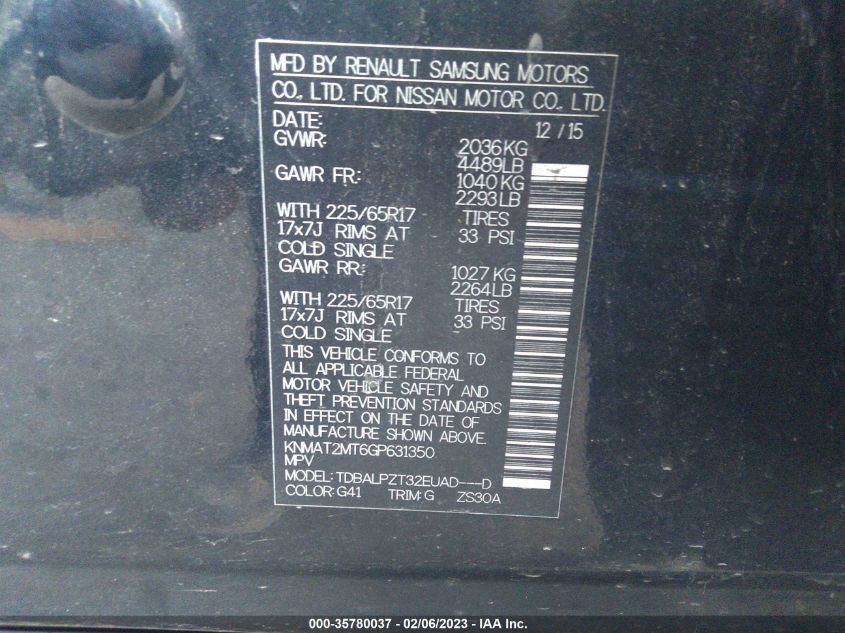 MFD BY RENAULT SAMSUNG MOTORS
CO., LTD. FOR NISSAN MOTOR CO., LTD.
DATE: 12 / 15
GVWR: 2036KG
4489LB
GAWR FR: 1040KG
2293LB
WITH 225/65R17 TIRES
17x7J RIMS AT 33 PSI
COLD SINGLE
GAWR RR: 1027KG
2264LB
WITH 225/65R17 TIRES
17x7J RIMS AT 33 PSI
COLD SINGLE
THIS VEHICLE CONFORMS TO
ALL APPLICABLE FEDERAL
MOTOR VEHICLE SAFETY AND
THEFT PREVENTION STANDARDS
IN EFFECT ON THE DATE OF
MANUFACTURE SHOWN ABOVE.
KNMAT2MT6GP631350
MPV
MODEL: TDBALPZT32EUAD---D
COLOR: G41 TRIM: G ZS30A
000-35780037 - 02/06/2023 - IAA Inc.